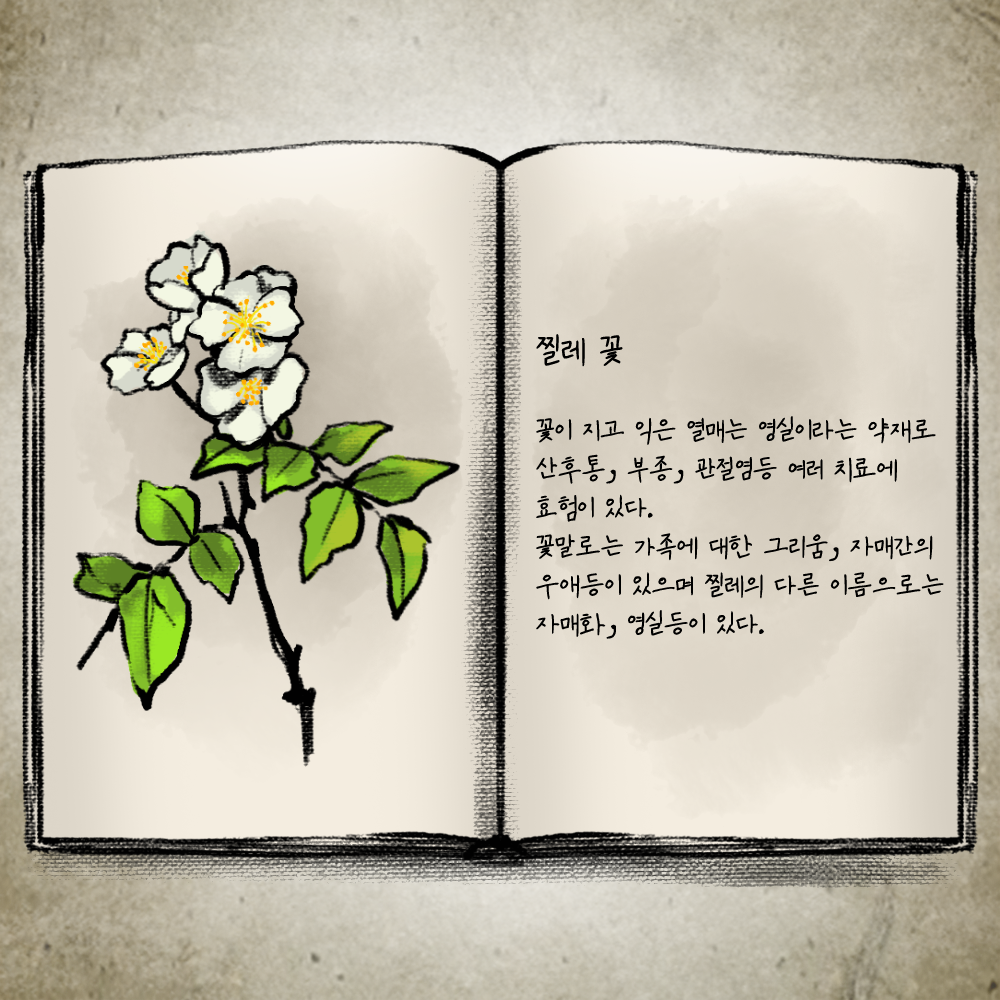 찔레 꽃
꽃이 지고 익은 열매는 영실이라는 약재로
산후통, 부종, 관절염등 여러 치료에
효험이 있다.
꽃말로는 가족에 대한 그리움, 자매간의
우애등이 있으며 찔레의 다른 이름으로는
자매화, 영실등이 있다.